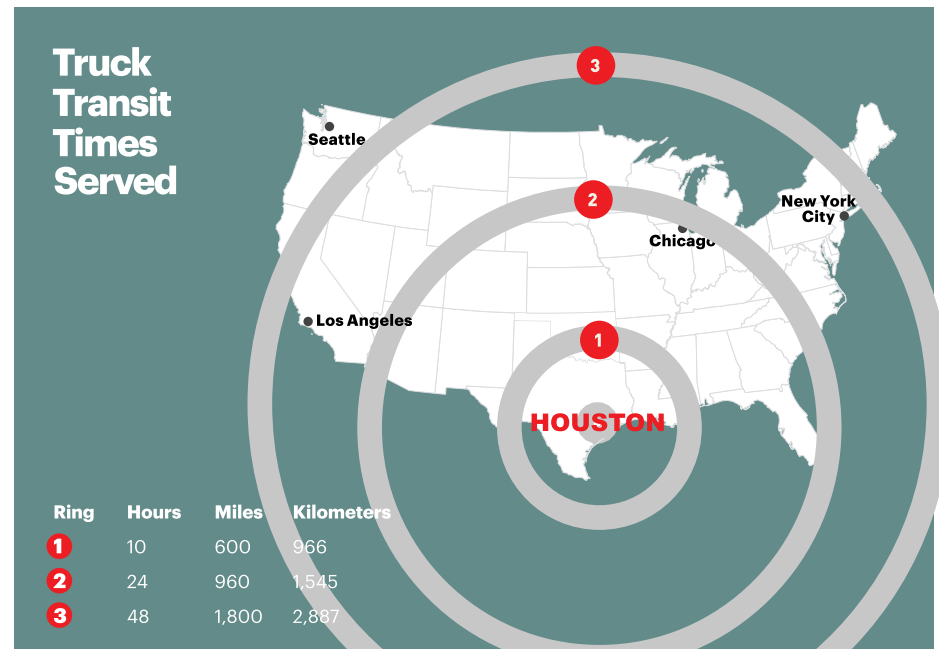 Truck
Transit
Times
Served
3
Seattle
2
New York
City
Chicago
Los Angeles
1
HOUSTON
Ring Hours Miles Kilometers
1 10 600 966
2 24 960 1,545
3 48 1,800 2,887